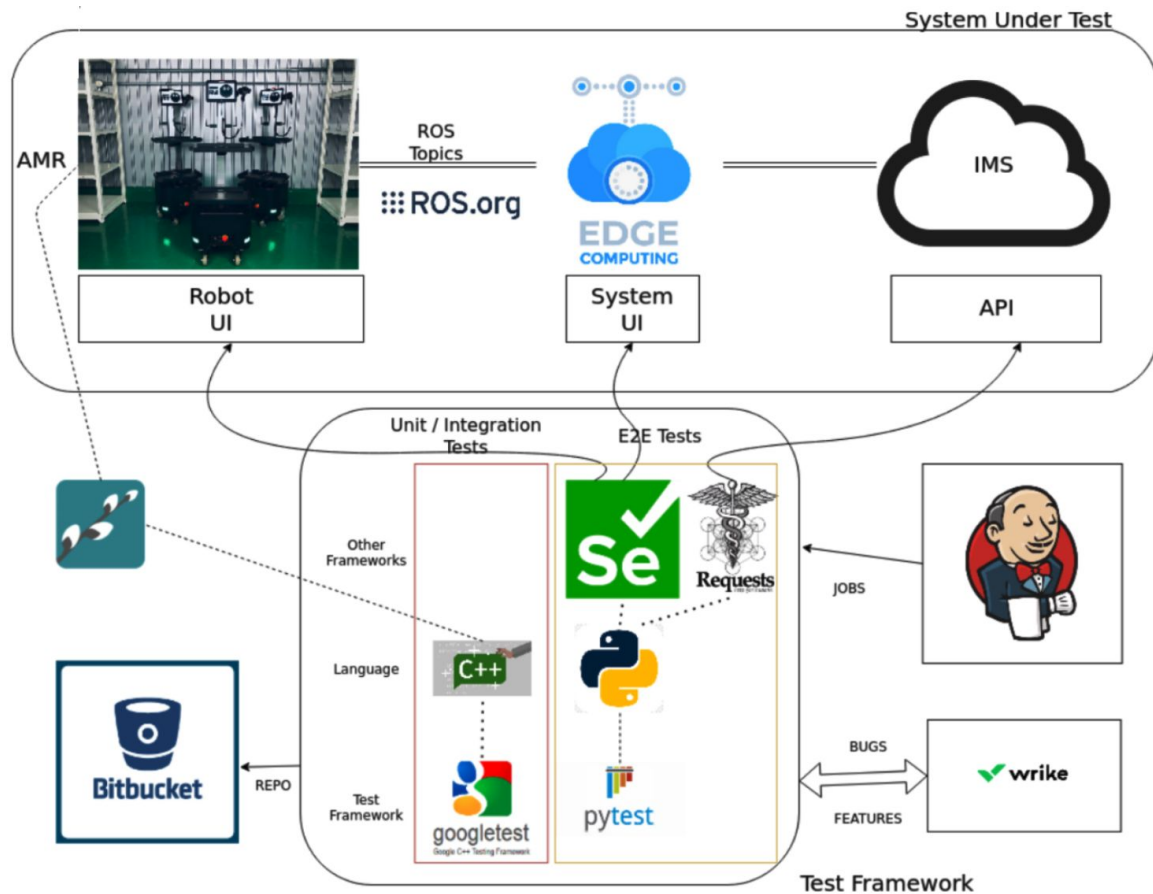 System Under Test
AMR
ROS
Topics
ROS.org
EDGE
COMPUTING
IMS
Robot
UI
System
UI
API
Unit / Integration
Tests
E2E Tests
Other
Frameworks
Se
Requests
JOBS
Language
C++
Bitbucket
REPO
Test
Framework
googletest
Google C++ Testing Framework
pytest
BUGS
wrike
FEATURES
Test Framework